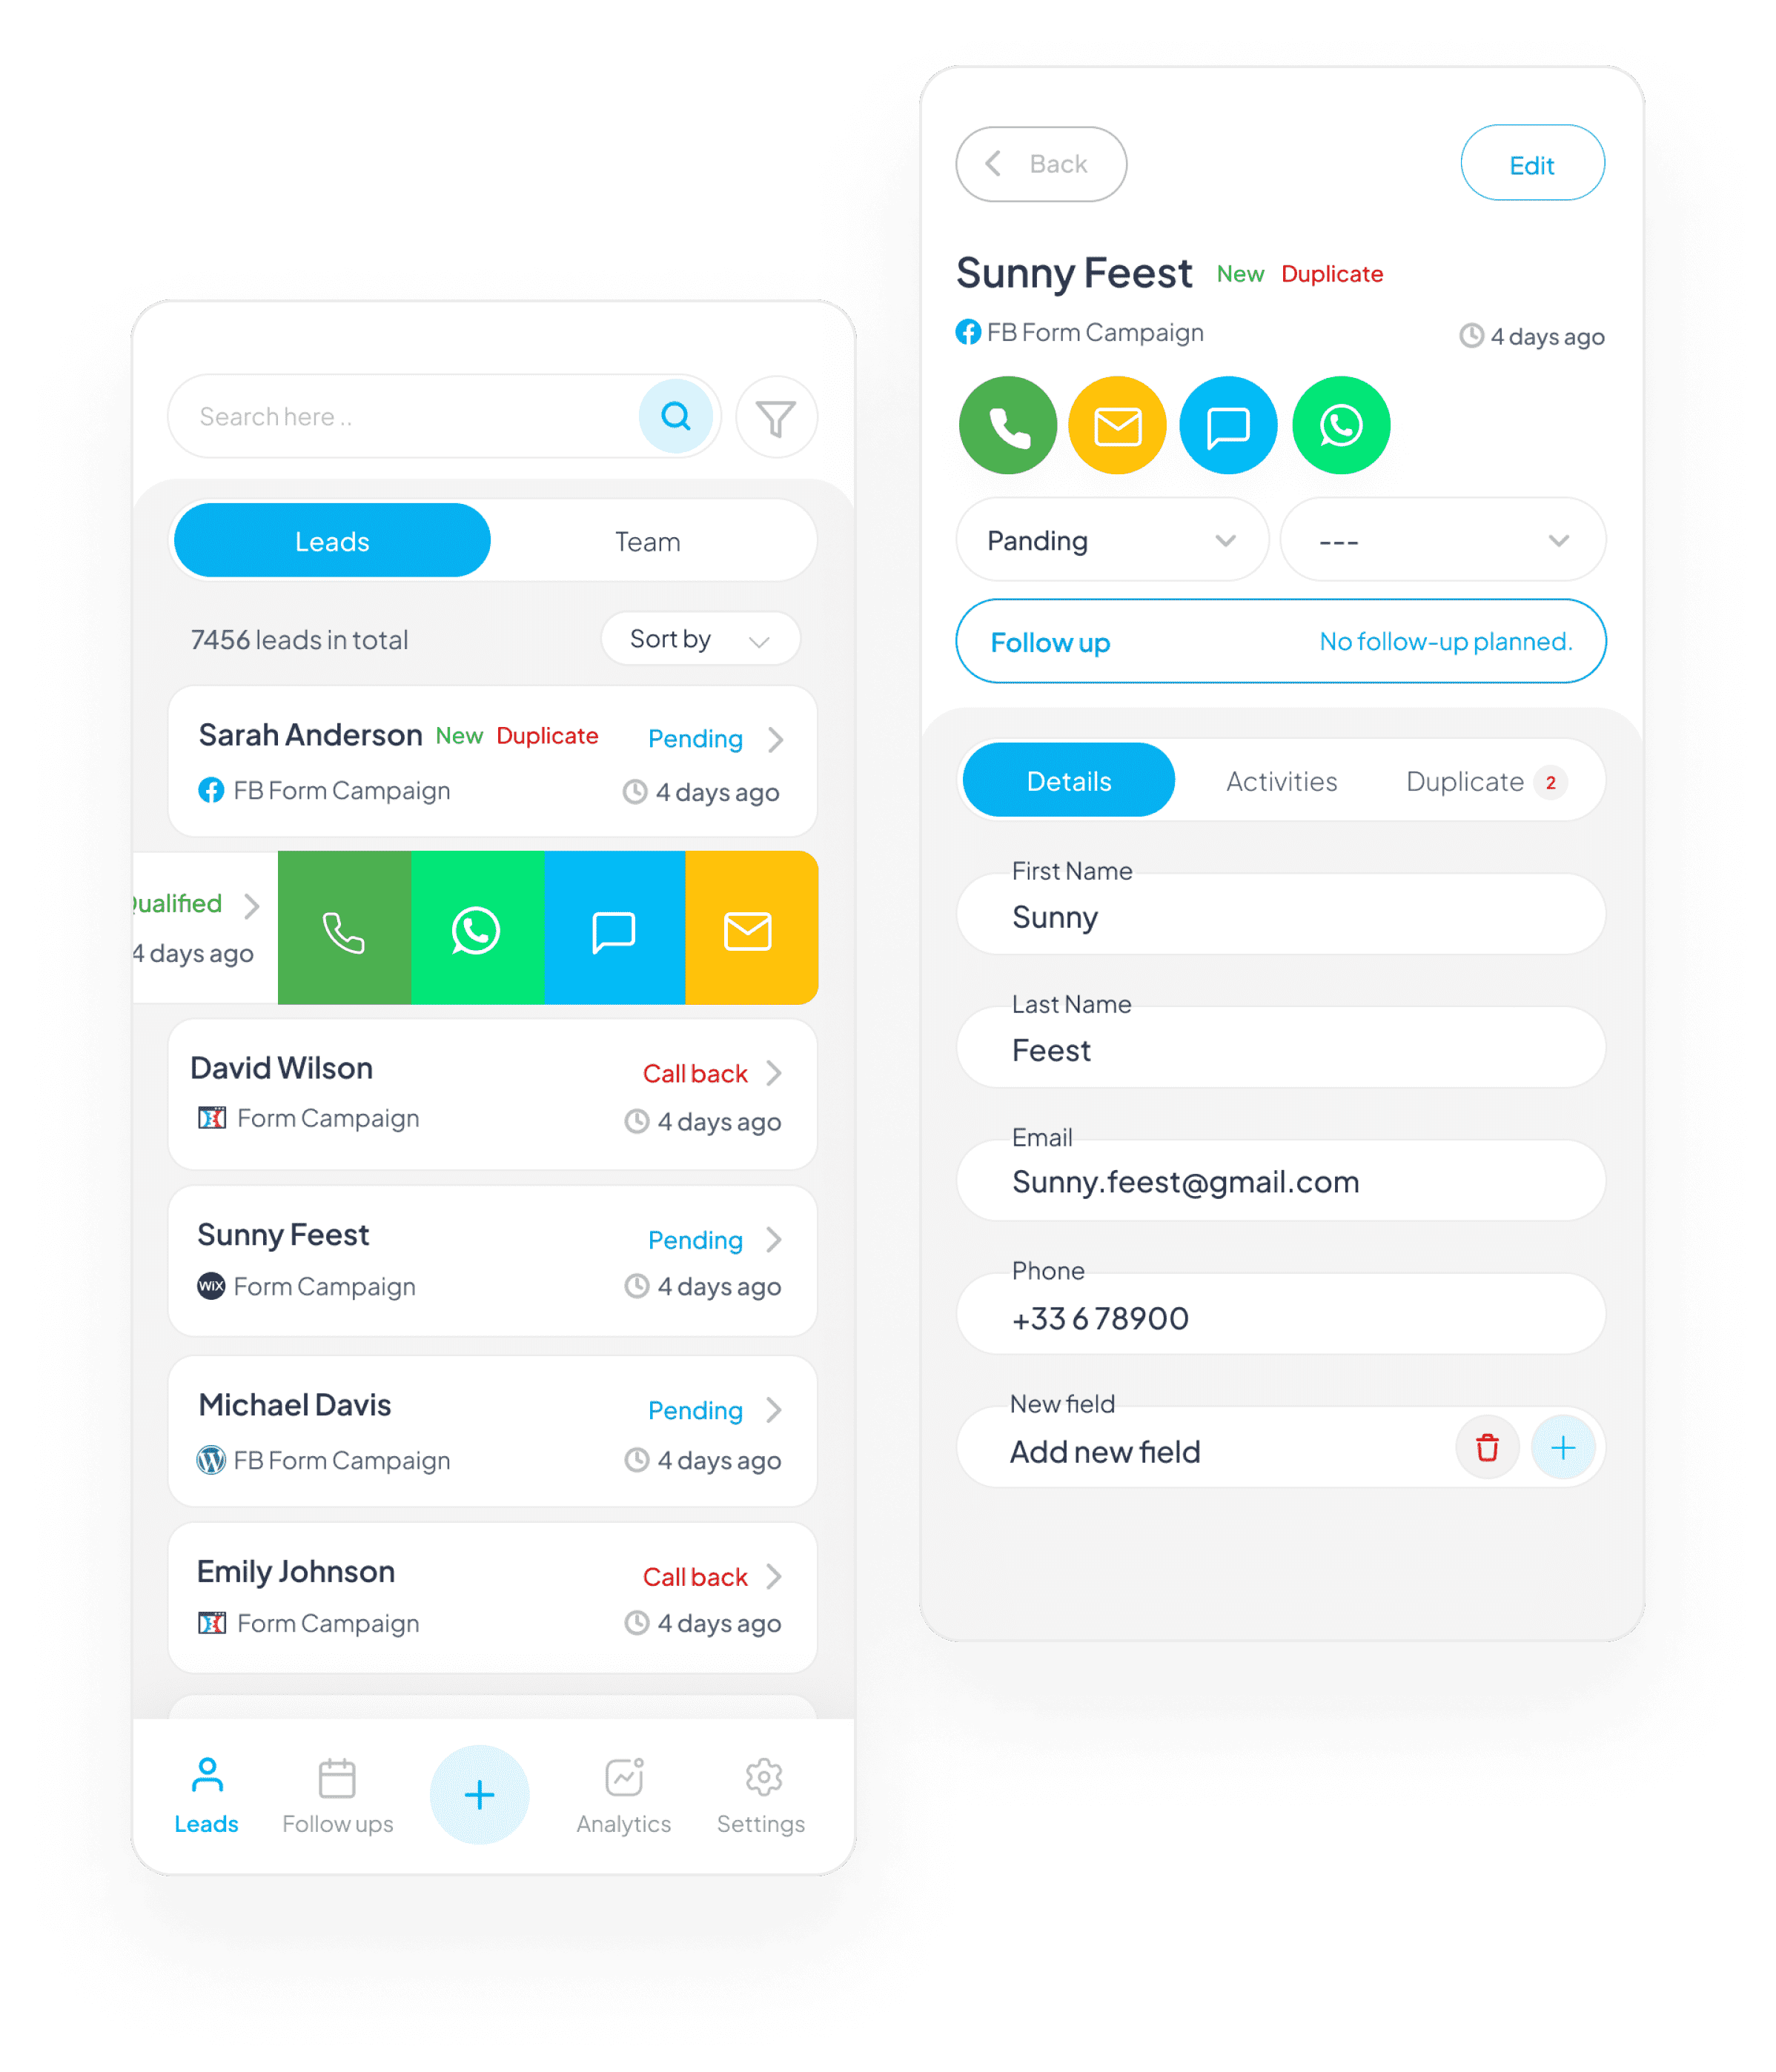 Search here ..
Leads Team
7456 leads in total Sort by
Sarah Anderson New Duplicate Pending
FB Form Campaign 4 days ago
Qualified
4 days ago
David Wilson Call back
Form Campaign 4 days ago
Sunny Feest Pending
WiX Form Campaign 4 days ago
Michael Davis Pending
FB Form Campaign 4 days ago
Emily Johnson Call back
Form Campaign 4 days ago
Leads Follow ups Analytics Settings
Back Edit
Sunny Feest New Duplicate
FB Form Campaign 4 days ago
Panding ---
Follow up No follow-up planned.
Details Activities Duplicate 2
First Name
Sunny
Last Name
Feest
Email
Sunny.feest@gmail.com
Phone
+33 6 78900
New field
Add new field